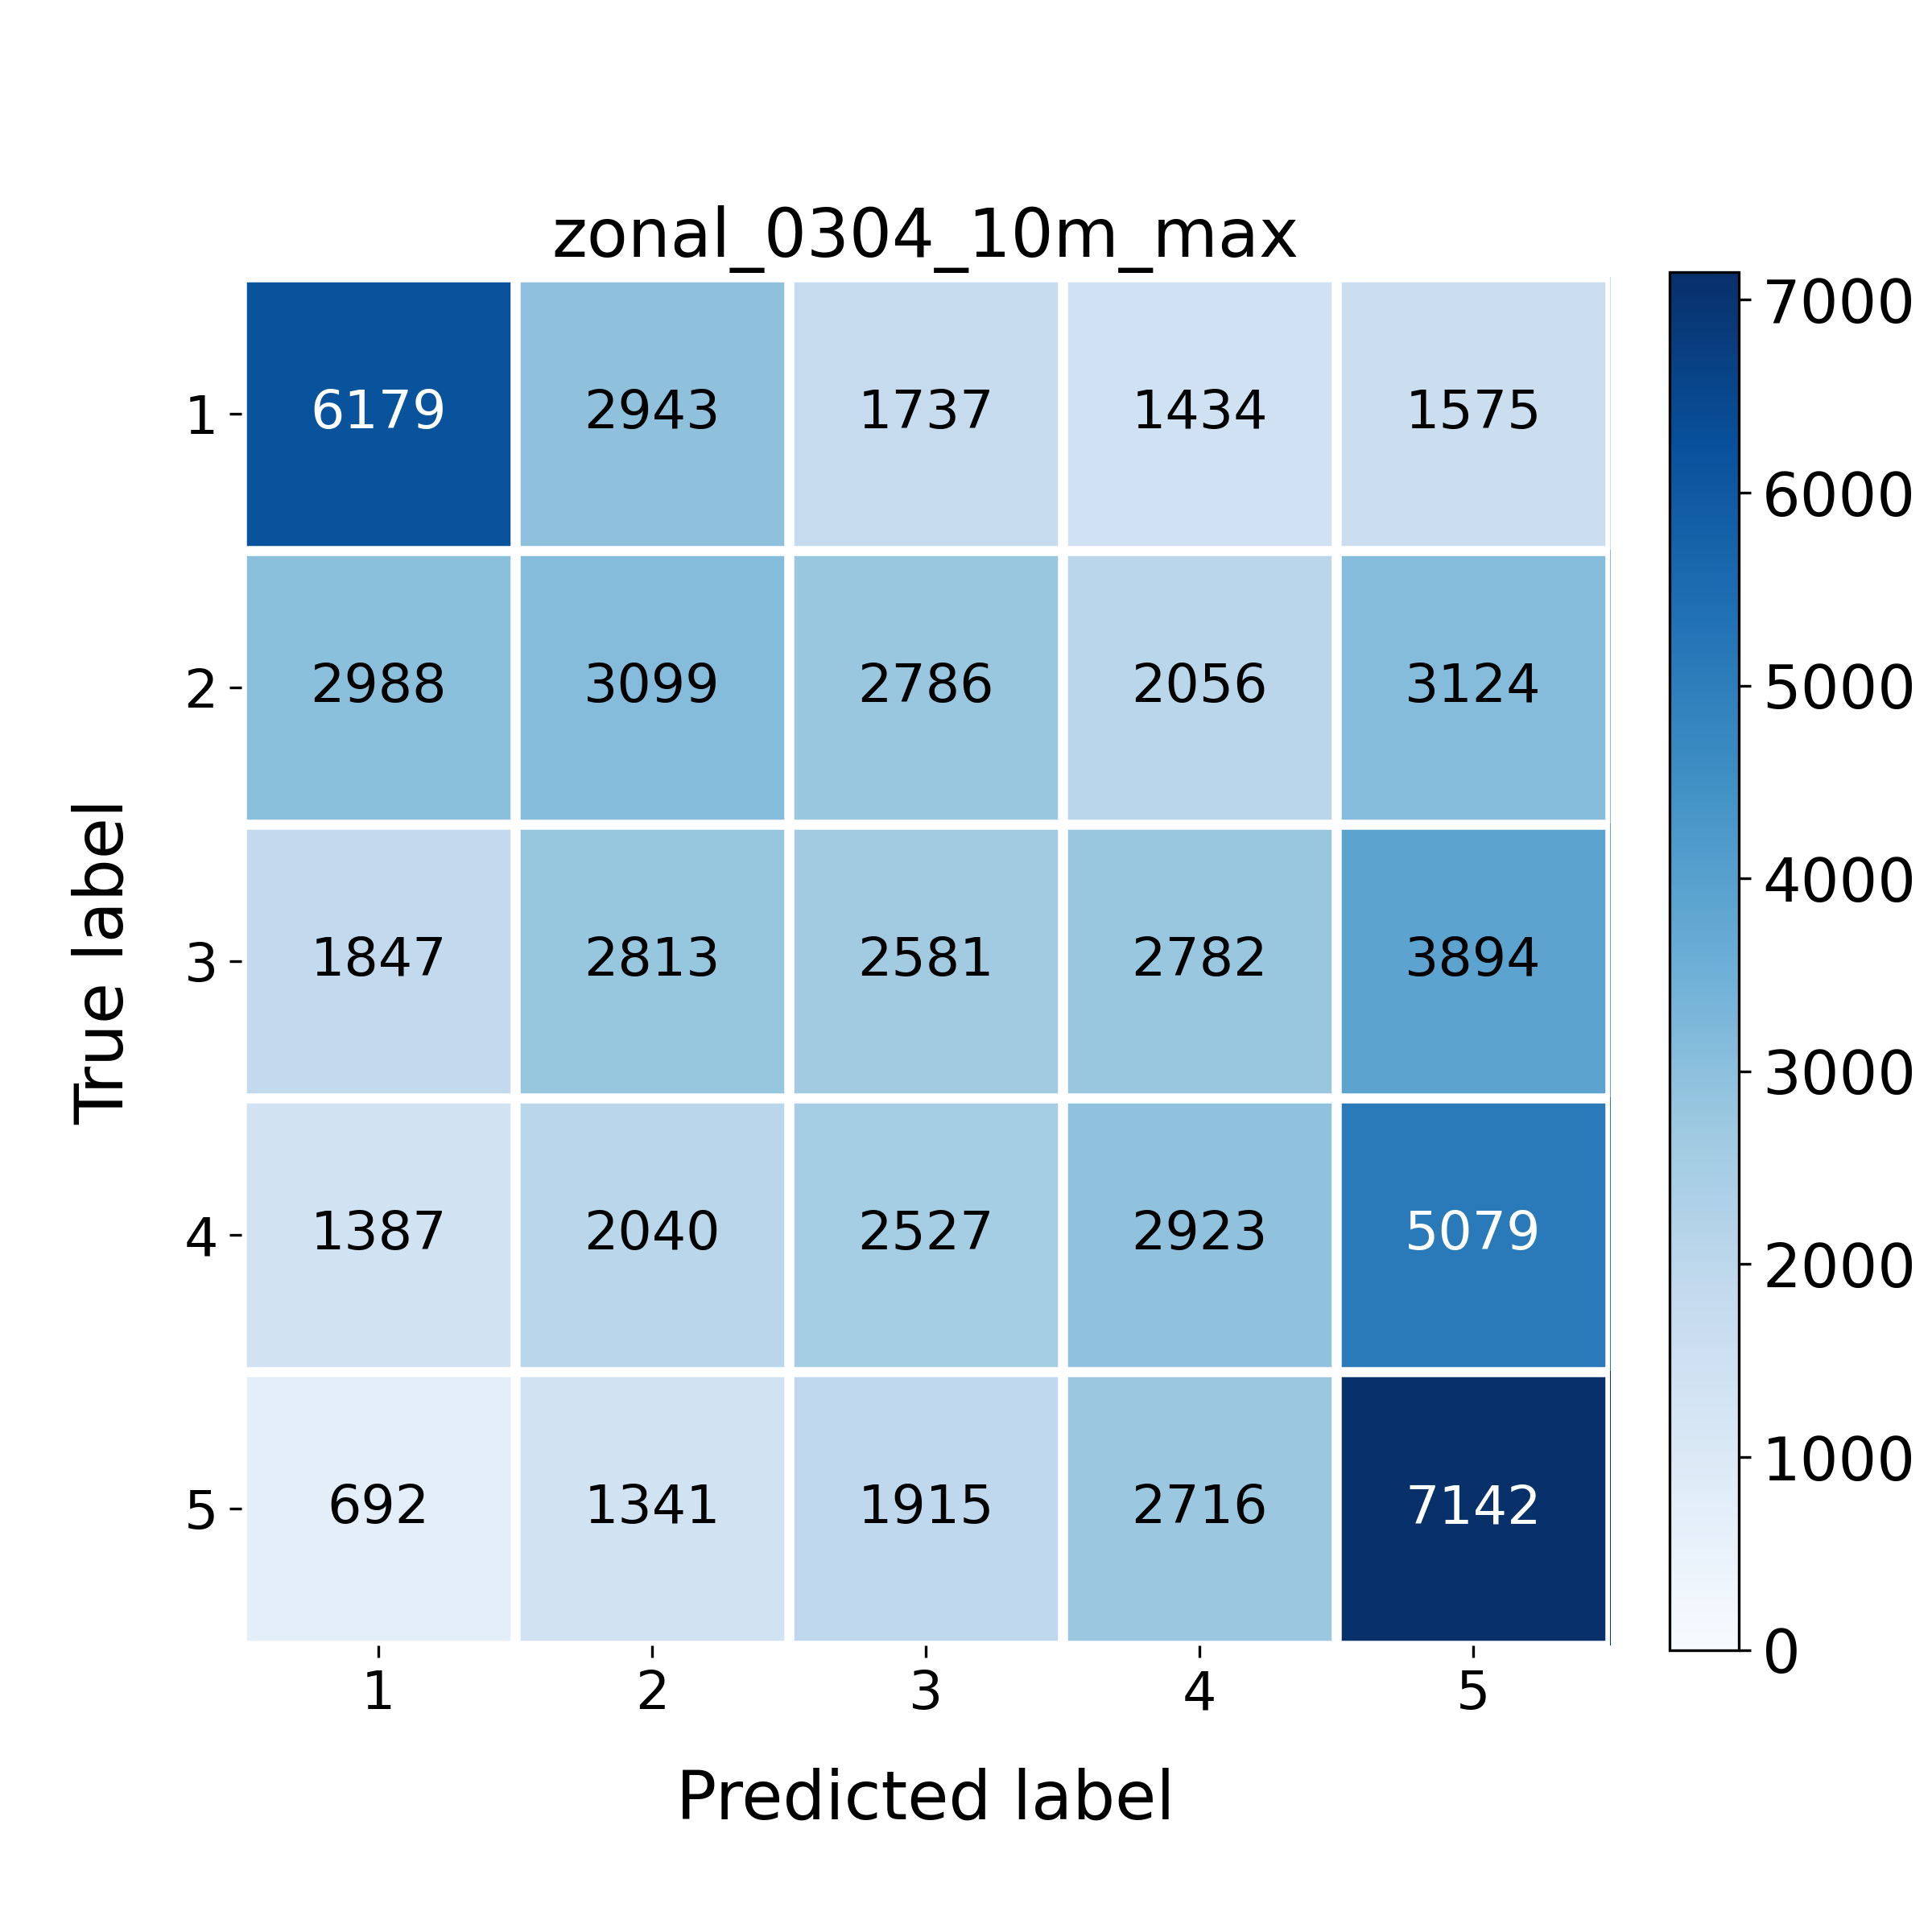 zonal_0304_10m_max
1 6179 2943 1737 1434 1575
2 2988 3099 2786 2056 3124
3 1847 2813 2581 2782 3894
4 1387 2040 2527 2923 5079
5 692 1341 1915 2716 7142
1 2 3 4 5
True label
Predicted label
7000
6000
5000
4000
3000
2000
1000
0